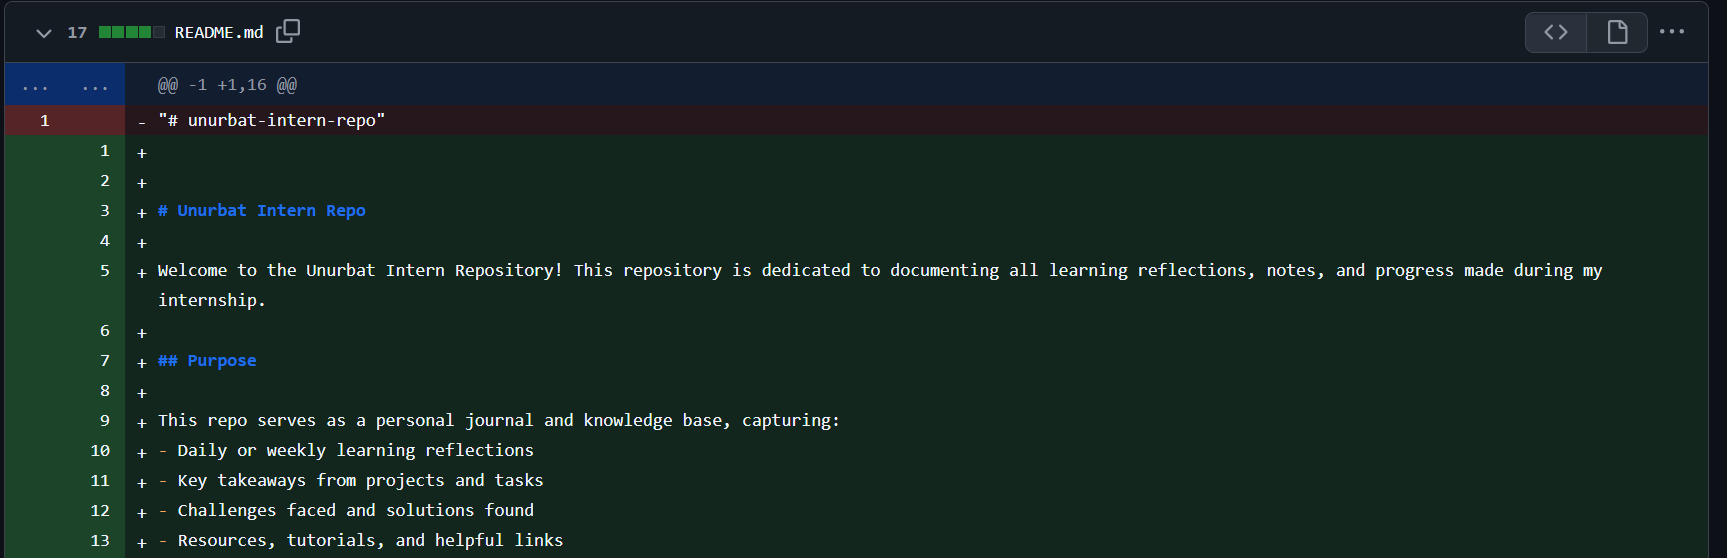 17 README.md
... ... @@ -1 +1,16 @@
1 - "# unurbat-intern-repo"
1 +
2 +
3 + # Unurbat Intern Repo
4 +
5 + Welcome to the Unurbat Intern Repository! This repository is dedicated to documenting all learning reflections, notes, and progress made during my
internship.
6 +
7 + ## Purpose
8 +
9 + This repo serves as a personal journal and knowledge base, capturing:
10 + - Daily or weekly learning reflections
11 + - Key takeaways from projects and tasks
12 + - Challenges faced and solutions found
13 + - Resources, tutorials, and helpful links